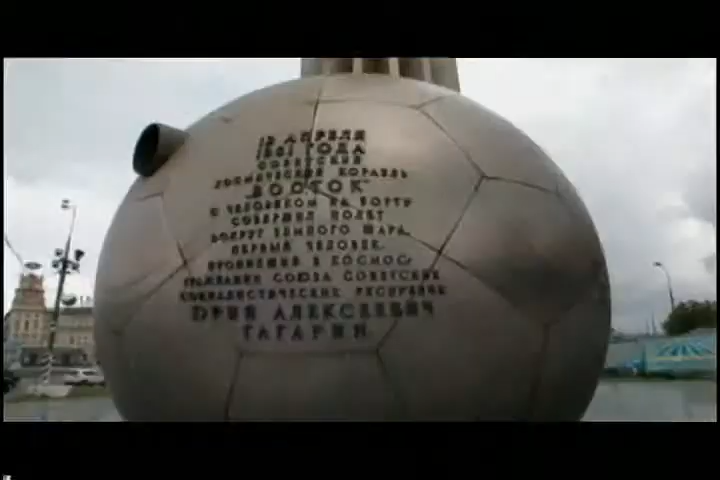 12 АПРЕЛЯ
1961 ГОДА
СОВЕТСКИЙ
КОСМИЧЕСКИЙ КОРАБЛЬ
„ВОСТОК"
С ЧЕЛОВЕКОМ НА БОРТУ
СОВЕРШИЛ ПОЛЕТ
ВОКРУГ ЗЕМНОГО ШАРА.
ПЕРВЫЙ ЧЕЛОВЕК,
ПРОНИКШИЙ В КОСМОС,
ГРАЖДАНИН СОЮЗА СОВЕТСКИХ
СОЦИАЛИСТИЧЕСКИХ РЕСПУБЛИК
ЮРИЙ АЛЕКСЕЕВИЧ
ГАГАРИН